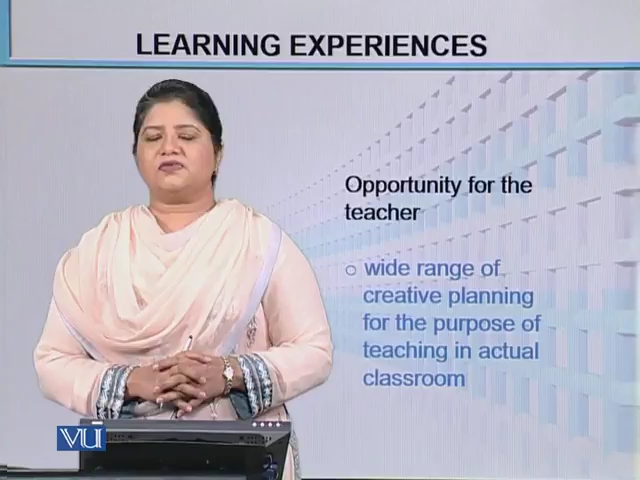 LEARNING EXPERIENCES
Opportunity for the
teacher
wide range of
creative planning
for the purpose of
teaching in actual
classroom
VU